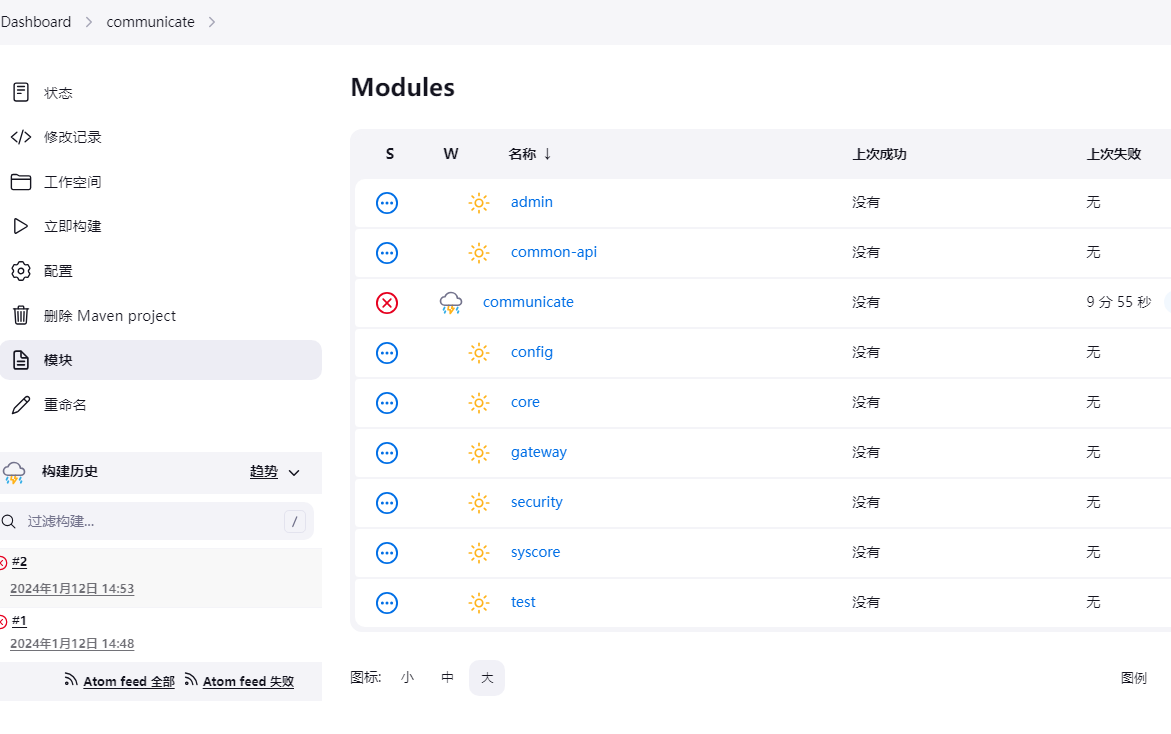 Dashboard communicate
状态
修改记录
工作空间
立即构建
配置
删除 Maven project
模块
重命名
构建历史 趋势
过滤构建... /
#2
2024年1月12日 14:53
#1
2024年1月12日 14:48
Atom feed 全部 Atom feed 失败
Modules
S W 名称 ↓ 上次成功 上次失败
admin 没有 无
common-api 没有 无
communicate 没有 9 分 55 秒
config 没有 无
core 没有 无
gateway 没有 无
security 没有 无
syscore 没有 无
test 没有 无
图标: 小 中 大 图例